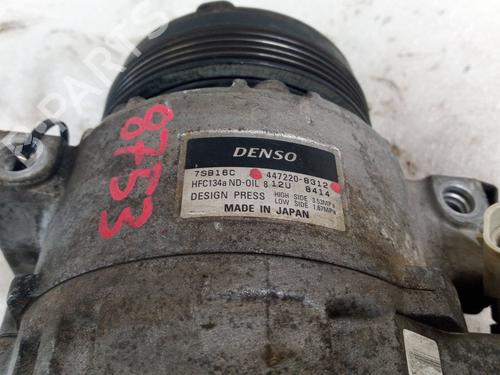 PARTS
8753
DENSO
7SB16C 447220-8312
HFC134a ND-OIL 8 12U 8414
DESIGN PRESS HIGH SIDE 3.53MPa
LOW SIDE 1.67MPa
MADE IN JAPAN